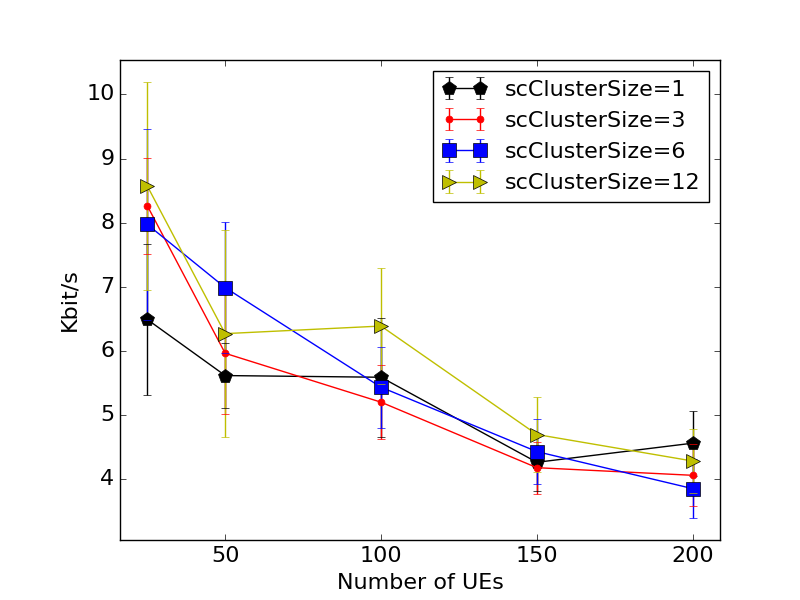 10
9
8
7
6
5
4
Kbit/s
50 100 150 200
Number of UEs
scClusterSize=1
scClusterSize=3
scClusterSize=6
scClusterSize=12